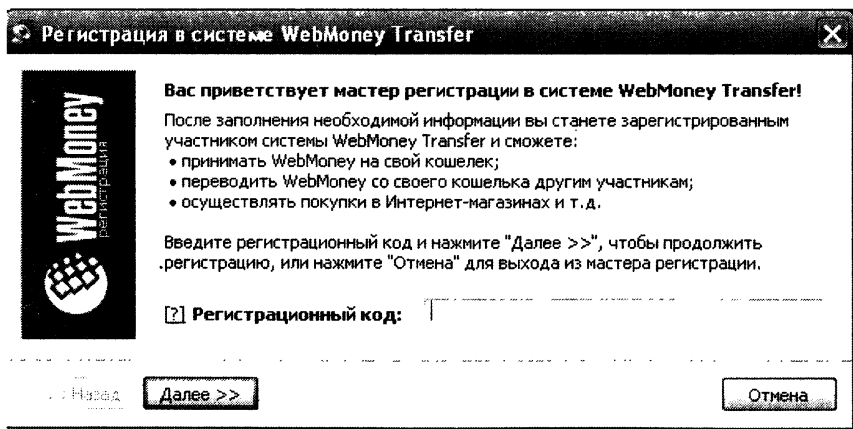 Регистрация в системе WebMoney Transfer
WebMoney
регистрация
Вас приветствует мастер регистрации в системе WebMoney Transfer!
После заполнения необходимой информации вы станете зарегистрированным
участником системы WebMoney Transfer и сможете:
• принимать WebMoney на свой кошелек;
• переводить WebMoney со своего кошелька другим участникам;
• осуществлять покупки в Интернет-магазинах и т.д.
Введите регистрационный код и нажмите "Далее >>", чтобы продолжить
регистрацию, или нажмите "Отмена" для выхода из мастера регистрации.
[?] Регистрационный код:
Назад Далее >> Отмена